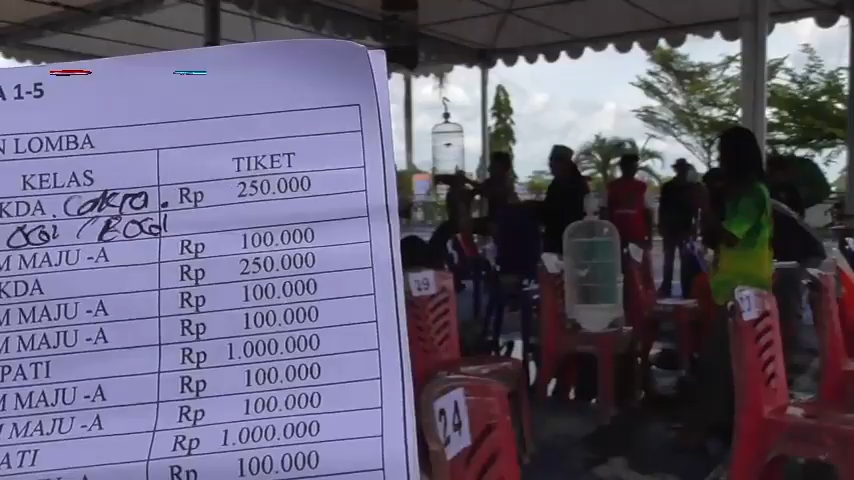 A 1-5
N LOMBA
KELAS TIKET
KDA. Cakra. Rp 250.000
/ BOGI
M MAJU -A Rp 100.000
KDA Rp 250.000
M MAJU -A Rp 100.000
M MAJU -A Rp 100.000
PATI Rp 1.000.000
M MAJU -A Rp 100.000
M MAJU -A Rp 100.000
ATI Rp 1.000.000
-A Rp 100.000
29
24